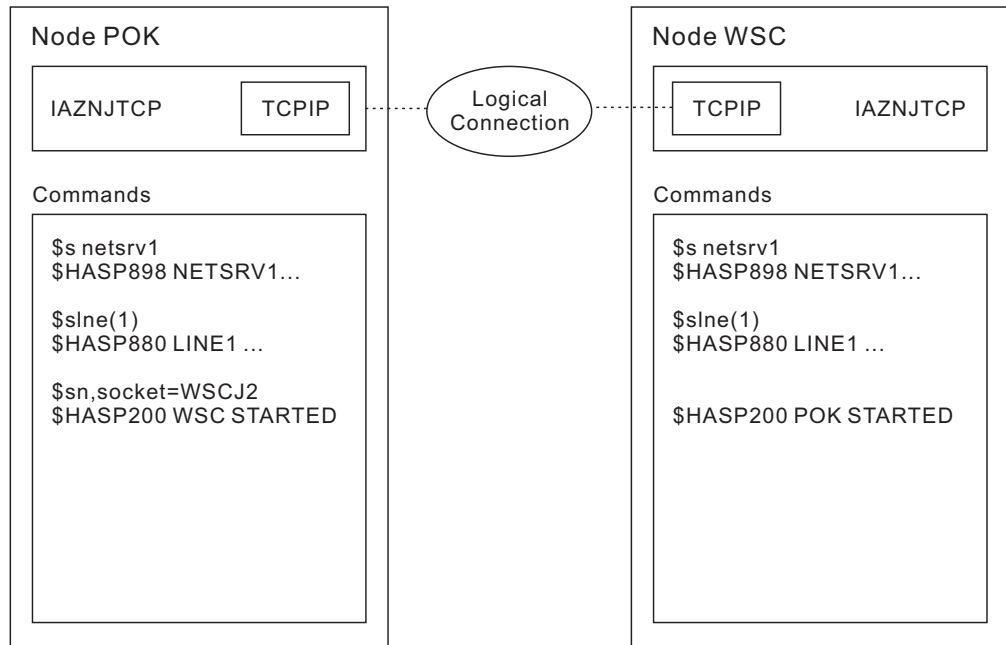 Node POK
IAZNJTCP
TCPIP
Logical
Connection
Node WSC
TCPIP
IAZNJTCP
Commands
$s netsrv1
$HASP898 NETSRV1...
$slne(1)
$HASP880 LINE1 ...
$sn,socket=WSCJ2
$HASP200 WSC STARTED
Commands
$s netsrv1
$HASP898 NETSRV1...
$slne(1)
$HASP880 LINE1 ...
$HASP200 POK STARTED